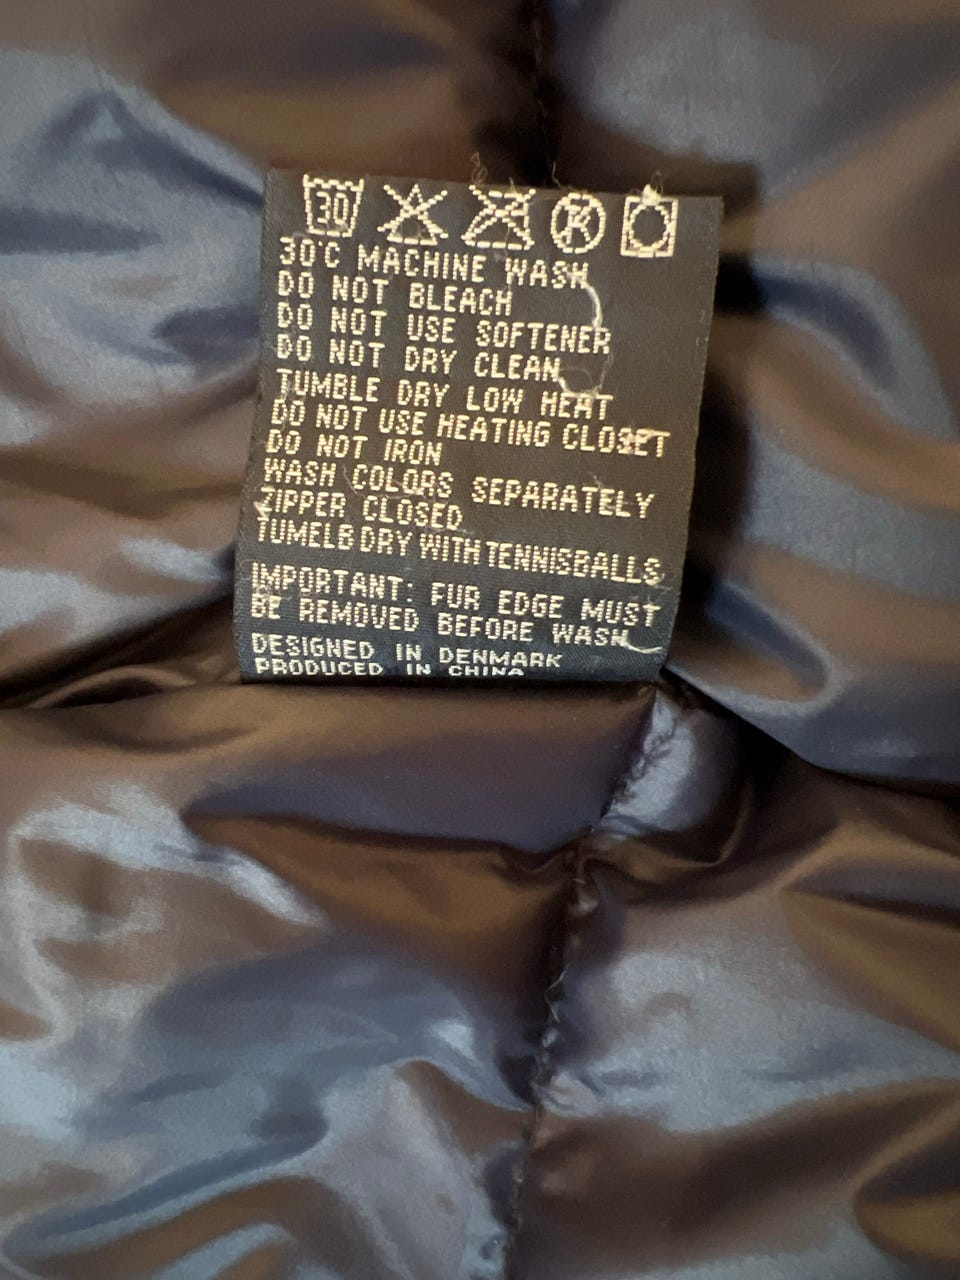 30
30°C MACHINE WASH
DO NOT BLEACH
DO NOT USE SOFTENER
DO NOT DRY CLEAN
TUMBLE DRY LOW HEAT
DO NOT USE HEATING CLOSET
DO NOT IRON
WASH COLORS SEPARATELY
ZIPPER CLOSED
TUMELB DRY WITH TENNISBALLS
IMPORTANT: FUR EDGE MUST
BE REMOVED BEFORE WASH
DESIGNED IN DENMARK
PRODUCED IN CHINA